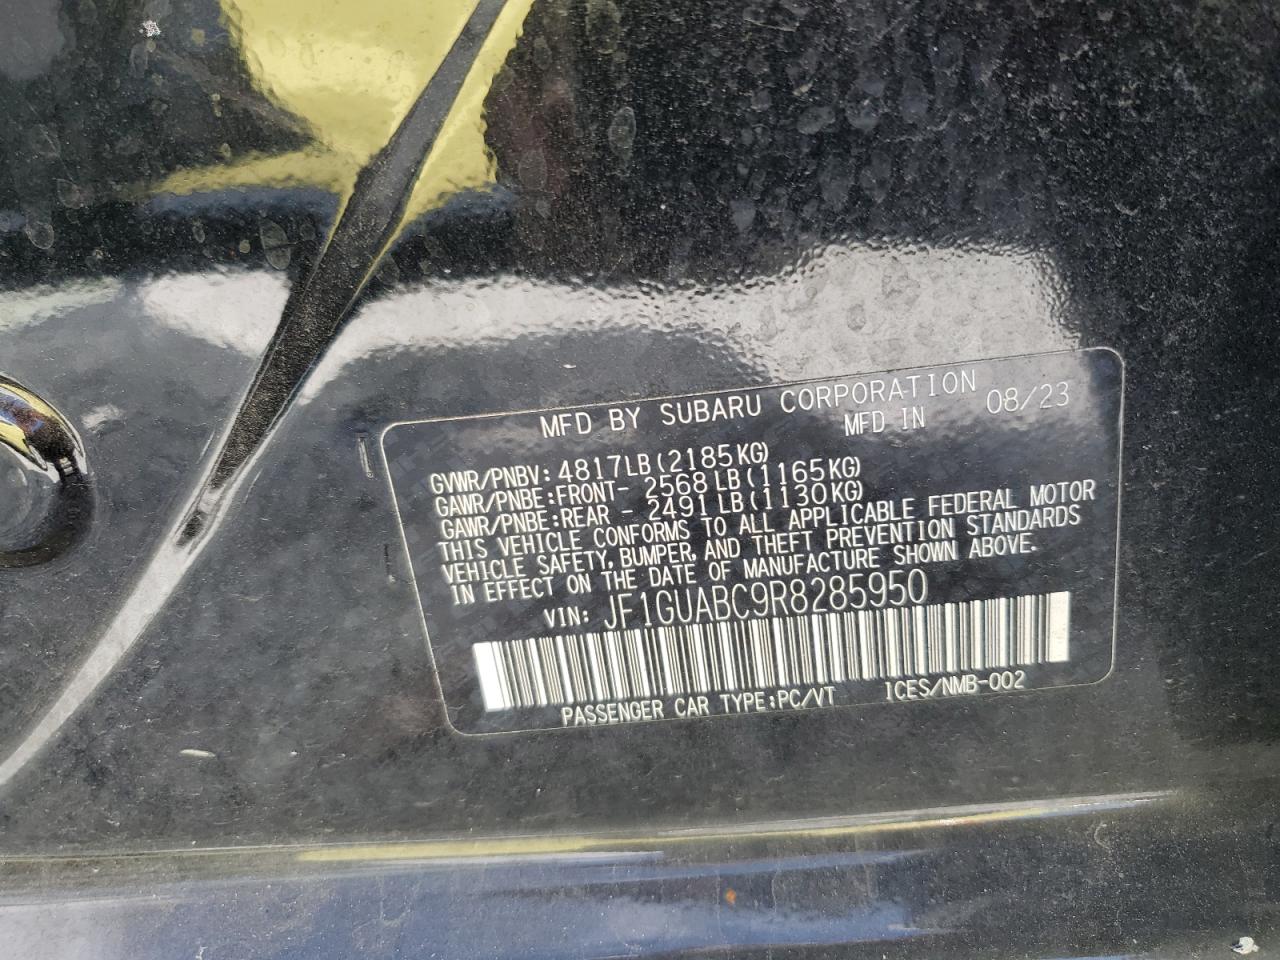 MFD BY SUBARU CORPORATION
MFD IN 08/23
GVWR/PNBV: 4817LB(2185KG)
GAWR/PNBE:FRONT- 2568LB(1165KG)
GAWR/PNBE:REAR - 2491LB(1130KG)
THIS VEHICLE CONFORMS TO ALL APPLICABLE FEDERAL MOTOR
VEHICLE SAFETY, BUMPER, AND THEFT PREVENTION STANDARDS
IN EFFECT ON THE DATE OF MANUFACTURE SHOWN ABOVE.
VIN: JF1GUABC9R8285950
PASSENGER CAR TYPE:PC/VT ICES/NMB-002